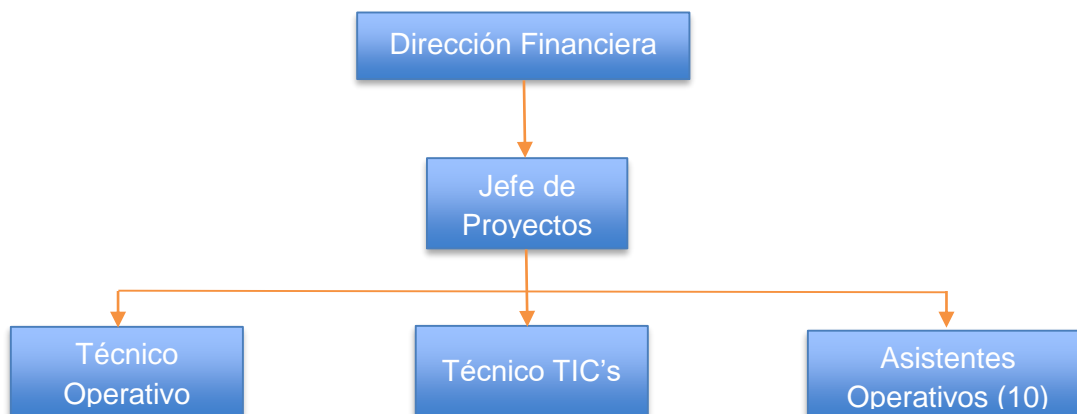 Dirección Financiera
Jefe de
Proyectos
Técnico
Operativo
Técnico TIC’s
Asistentes
Operativos (10)